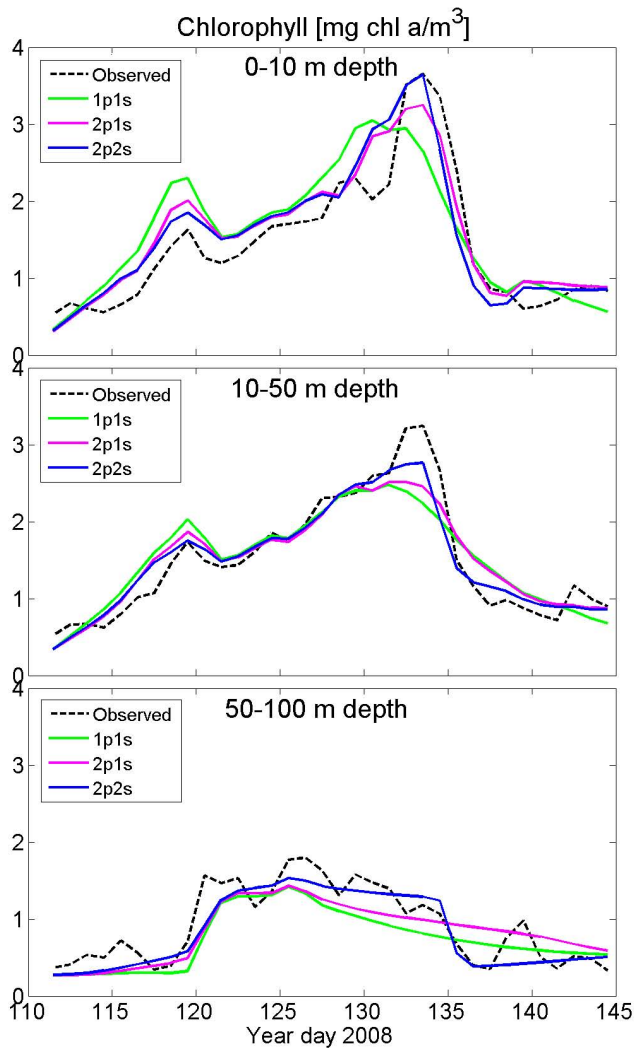 Chlorophyll [mg chl a/m³]
4
0-10 m depth
Observed
1p1s
2p1s
2p2s
3
2
1
0
4
10-50 m depth
Observed
1p1s
2p1s
2p2s
3
2
1
0
4
50-100 m depth
Observed
1p1s
2p1s
2p2s
3
2
1
0
110 115 120 125 130 135 140 145
Year day 2008